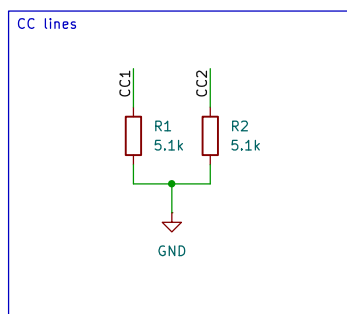 CC lines
CC1
CC2
R1
5.1k
R2
5.1k
GND